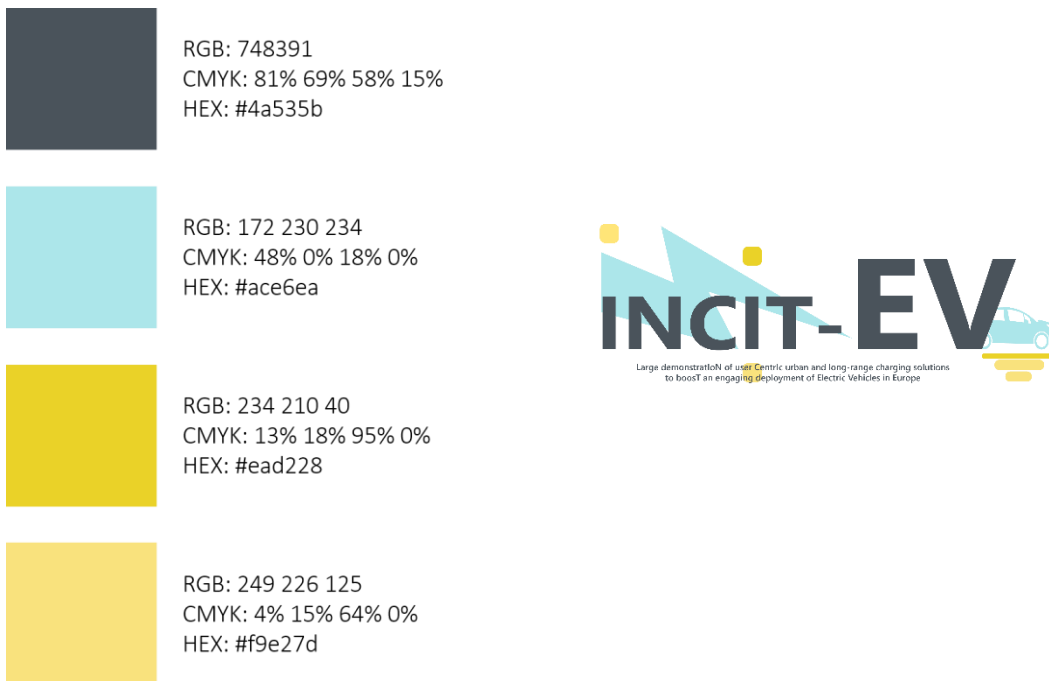 RGB: 748391
CMYK: 81% 69% 58% 15%
HEX: #4a535b
RGB: 172 230 234
CMYK: 48% 0% 18% 0%
HEX: #ace6ea
RGB: 234 210 40
CMYK: 13% 18% 95% 0%
HEX: #ead228
RGB: 249 226 125
CMYK: 4% 15% 64% 0%
HEX: #f9e27d
INCIT-EV
Large demonstratIoN of user CentrIc urban and long-range charging solutions
to boosT an engaging deployment of Electric Vehicles in Europe